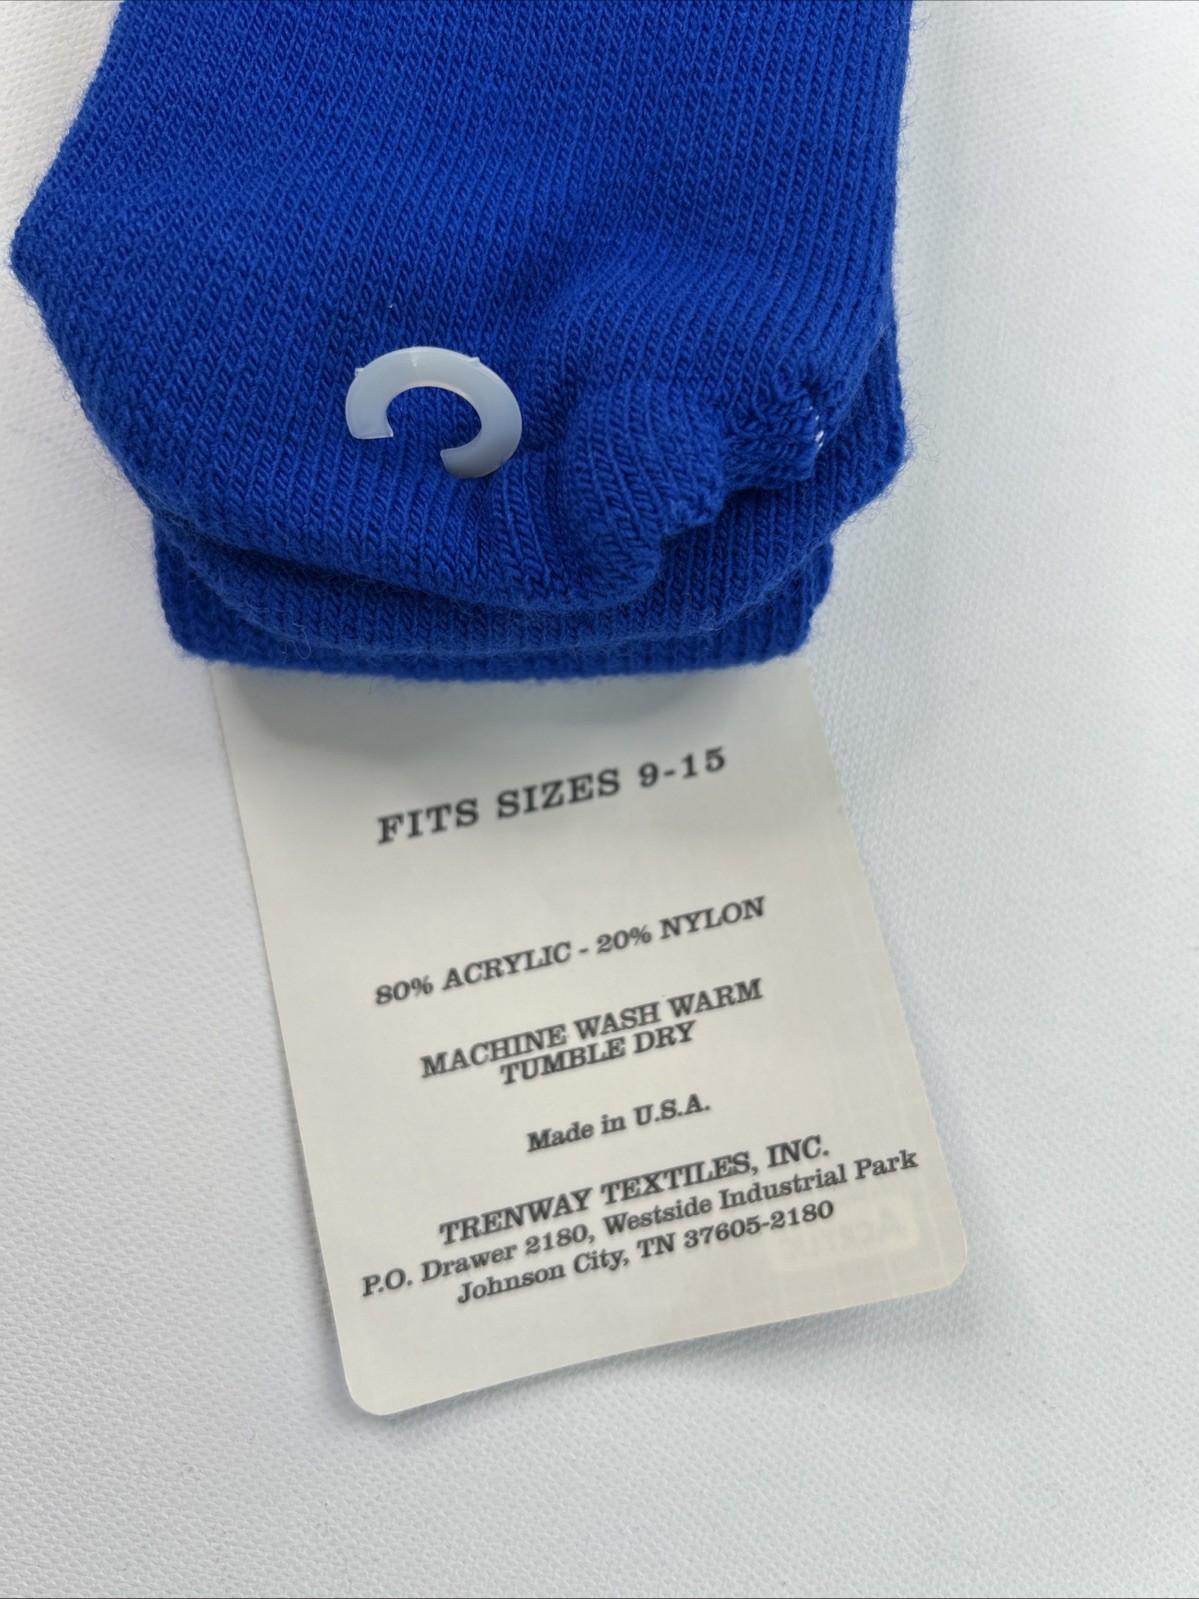 FITS SIZES 9-15
80% ACRYLIC - 20% NYLON
MACHINE WASH WARM
TUMBLE DRY
Made in U.S.A.
TRENWAY TEXTILES, INC.
P.O. Drawer 2180, Westside Industrial Park
Johnson City, TN 37605-2180